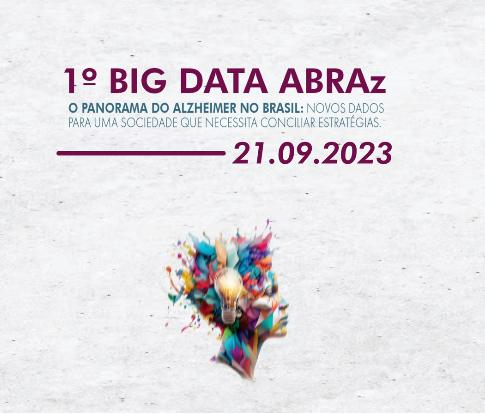 1º BIG DATA ABRAz
O PANORAMA DO ALZHEIMER NO BRASIL: NOVOS DADOS
PARA UMA SOCIEDADE QUE NECESSITA CONCILIAR ESTRATÉGIAS.
21.09.2023